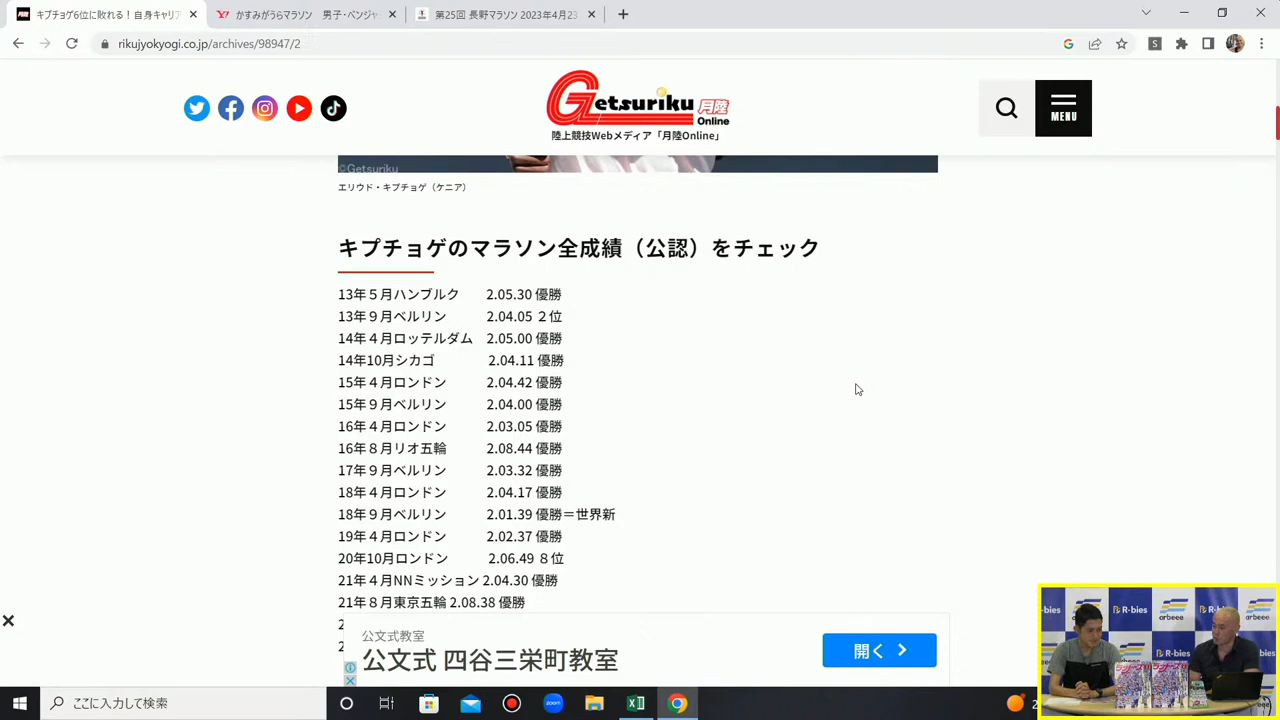 キプチョゲ6位に敗れる！自身キャリア
かすみがうらマラソン 男子・ベンジャ
第25回 長野マラソン 2023年4月23
rikujyokyogi.co.jp/archives/98947/2
Getsuriku 月陸 Online
陸上競技Webメディア「月陸Online」
MENU
©Getsuriku
エリウド・キプチョゲ（ケニア）
キプチョゲのマラソン全成績（公認）をチェック
13年５月ハンブルク 2.05.30 優勝
13年９月ベルリン 2.04.05 ２位
14年４月ロッテルダム 2.05.00 優勝
14年10月シカゴ 2.04.11 優勝
15年４月ロンドン 2.04.42 優勝
15年９月ベルリン 2.04.00 優勝
16年４月ロンドン 2.03.05 優勝
16年８月リオ五輪 2.08.44 優勝
17年９月ベルリン 2.03.32 優勝
18年４月ロンドン 2.04.17 優勝
18年９月ベルリン 2.01.39 優勝＝世界新
19年４月ロンドン 2.02.37 優勝
20年10月ロンドン 2.06.49 ８位
21年４月NNミッション 2.04.30 優勝
21年８月東京五輪 2.08.38 優勝
公文式教室
公文式 四谷三栄町教室
開く
R-bies
arbeee
R-bies
arbeee
R-bies
arbeee
ここに入力して検索
zoom